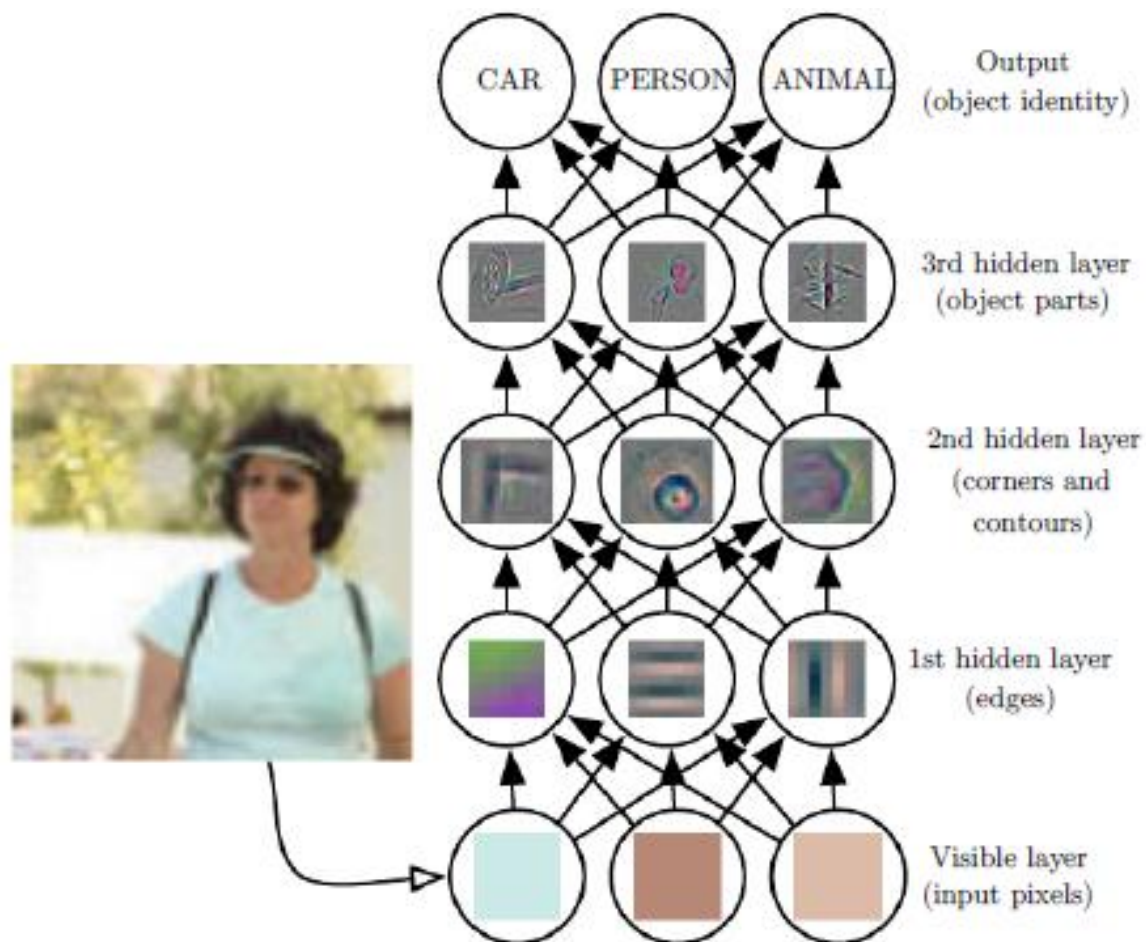 CAR PERSON ANIMAL
Output
(object identity)
3rd hidden layer
(object parts)
2nd hidden layer
(corners and
contours)
1st hidden layer
(edges)
Visible layer
(input pixels)